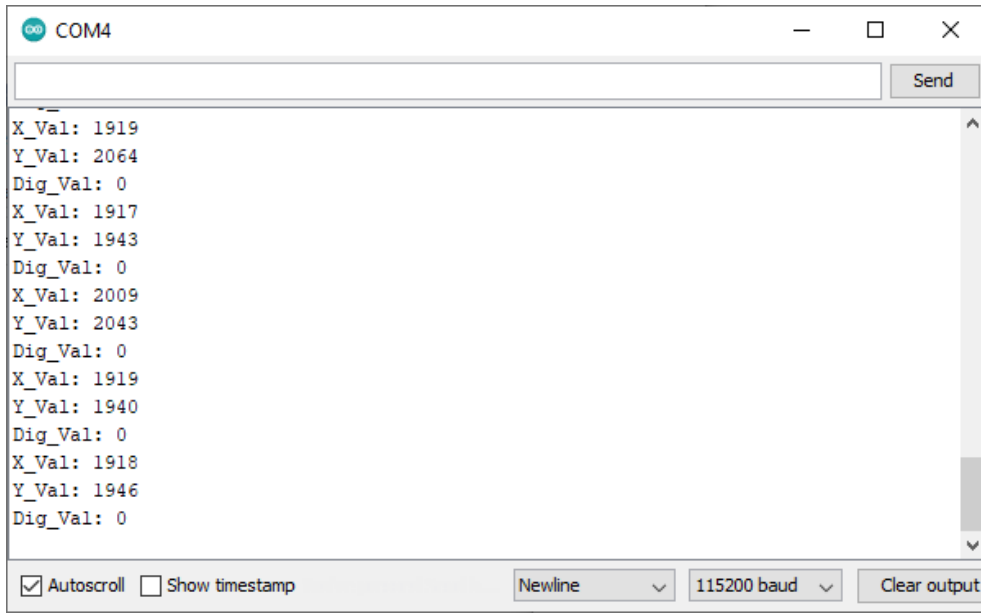 COM4
Send
X_Val: 1919
Y_Val: 2064
Dig_Val: 0
X_Val: 1917
Y_Val: 1943
Dig_Val: 0
X_Val: 2009
Y_Val: 2043
Dig_Val: 0
X_Val: 1919
Y_Val: 1940
Dig_Val: 0
X_Val: 1918
Y_Val: 1946
Dig_Val: 0
Autoscroll Show timestamp Newline 115200 baud Clear output